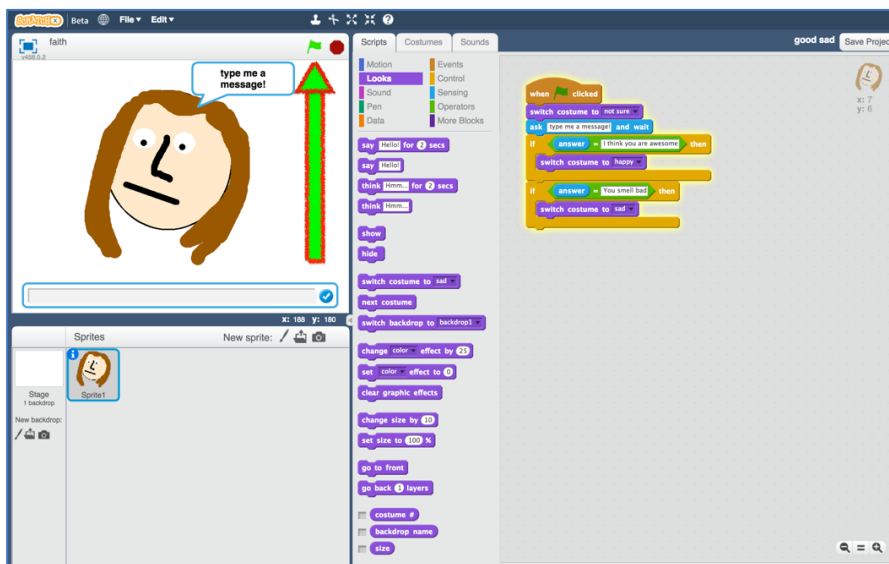 SCRATCHX Beta File▼ Edit▼
faith
v456.0.2
type me a
message!
x: 188 y: 180
Sprites New sprite:
Stage
1 backdrop
New backdrop:
Sprite1
Scripts Costumes Sounds
Motion Events
Looks Control
Sound Sensing
Pen Operators
Data More Blocks
say Hello! for 2 secs
say Hello!
think Hmm... for 2 secs
think Hmm...
show
hide
switch costume to sad
next costume
switch backdrop to backdrop1
change color effect by 25
set color effect to 0
clear graphic effects
change size by 10
set size to 100 %
go to front
go back 1 layers
costume #
backdrop name
size
good sad Save Projec
x: 7
y: 6
when clicked
switch costume to not sure
ask type me a message! and wait
if answer = I think you are awesome then
switch costume to happy
if answer = You smell bad then
switch costume to sad